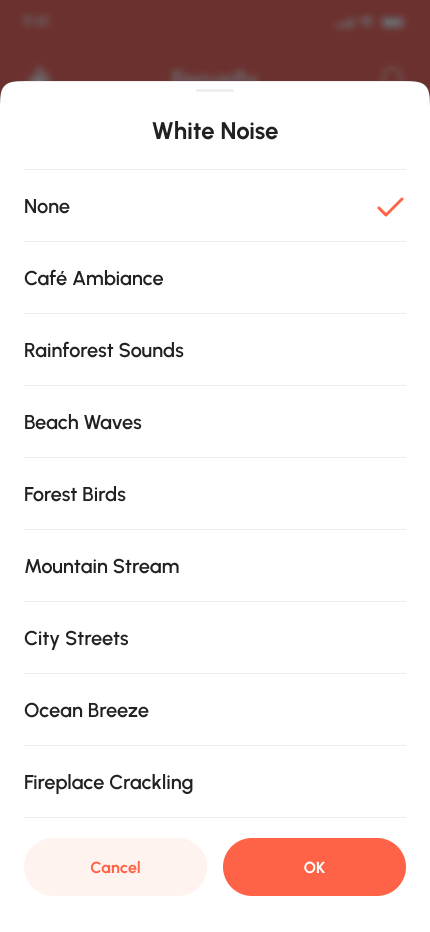 White Noise
None
Café Ambiance
Rainforest Sounds
Beach Waves
Forest Birds
Mountain Stream
City Streets
Ocean Breeze
Fireplace Crackling
Cancel
OK